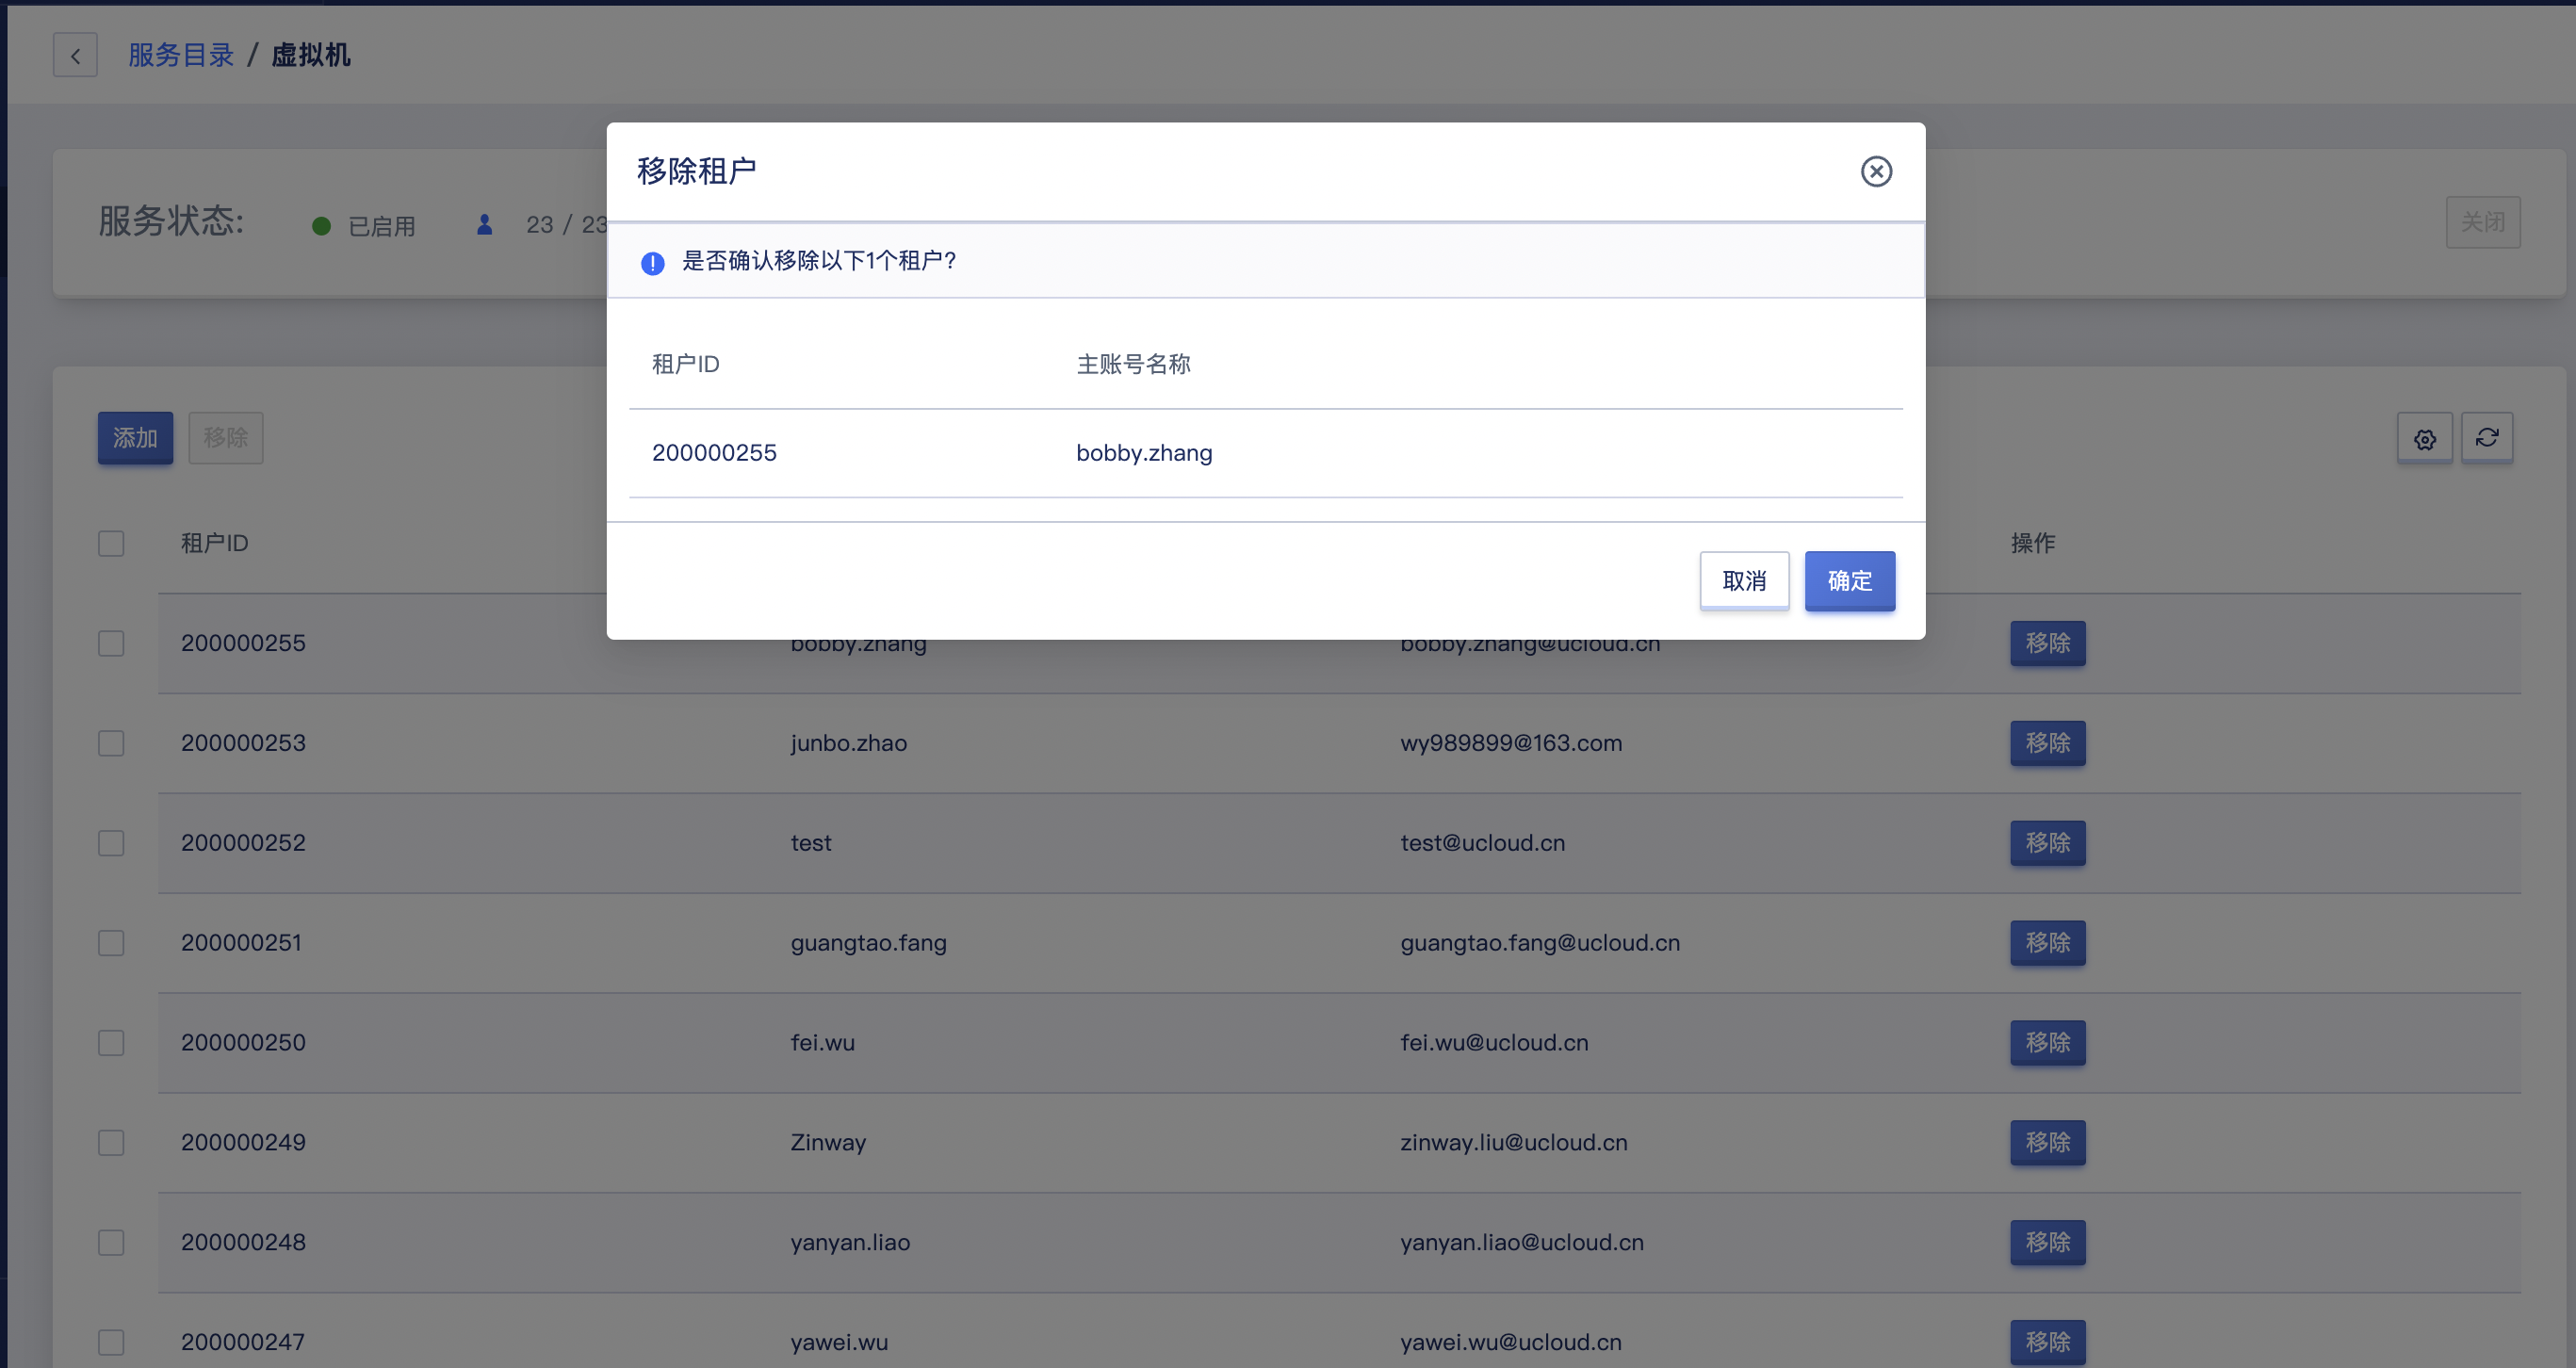 服务目录 / 虚拟机
移除租户
服务状态: 已启用 23 / 23 关闭
是否确认移除以下1个租户?
租户ID 主账号名称
200000255 bobby.zhang
添加 移除
租户ID 操作
取消 确定
200000255 bobby.zhang bobby.zhang@ucloud.cn 移除
200000253 junbo.zhao wy989899@163.com 移除
200000252 test test@ucloud.cn 移除
200000251 guangtao.fang guangtao.fang@ucloud.cn 移除
200000250 fei.wu fei.wu@ucloud.cn 移除
200000249 Zinway zinway.liu@ucloud.cn 移除
200000248 yanyan.liao yanyan.liao@ucloud.cn 移除
200000247 yawei.wu yawei.wu@ucloud.cn 移除